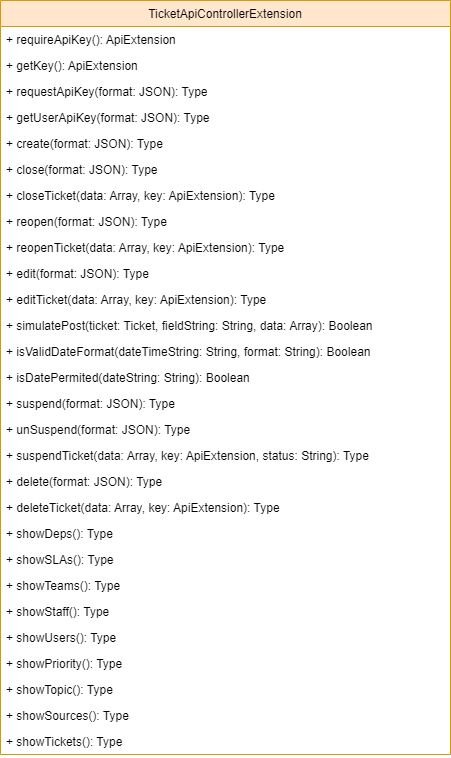 TicketApiControllerExtension
+ requireApiKey(): ApiExtension
+ getKey(): ApiExtension
+ requestApiKey(format: JSON): Type
+ getUserApiKey(format: JSON): Type
+ create(format: JSON): Type
+ close(format: JSON): Type
+ closeTicket(data: Array, key: ApiExtension): Type
+ reopen(format: JSON): Type
+ reopenTicket(data: Array, key: ApiExtension): Type
+ edit(format: JSON): Type
+ editTicket(data: Array, key: ApiExtension): Type
+ simulatePost(ticket: Ticket, fieldString: String, data: Array): Boolean
+ isValidDateFormat(dateTimeString: String, format: String): Boolean
+ isDatePermited(dateString: String): Boolean
+ suspend(format: JSON): Type
+ unSuspend(format: JSON): Type
+ suspendTicket(data: Array, key: ApiExtension, status: String): Type
+ delete(format: JSON): Type
+ deleteTicket(data: Array, key: ApiExtension): Type
+ showDeps(): Type
+ showSLAs(): Type
+ showTeams(): Type
+ showStaff(): Type
+ showUsers(): Type
+ showPriority(): Type
+ showTopic(): Type
+ showSources(): Type
+ showTickets(): Type